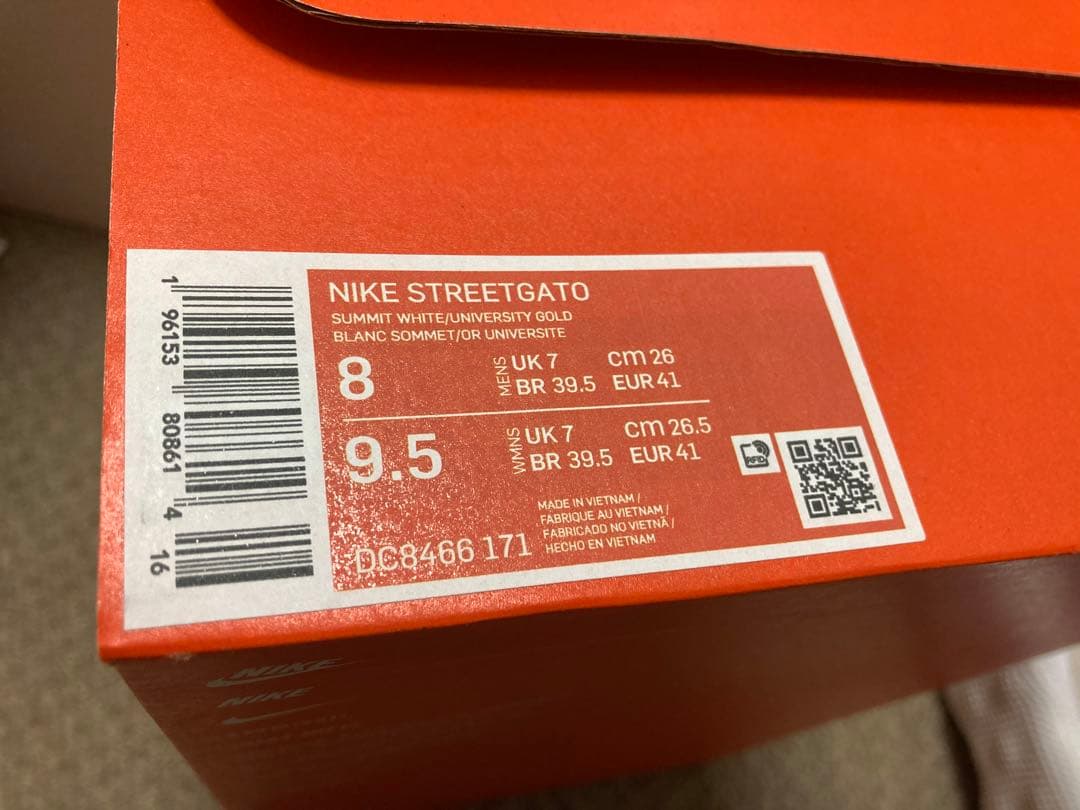 NIKE STREETGATO
SUMMIT WHITE/UNIVERSITY GOLD
BLANC SOMMET/OR UNIVERSITE
8
MENS
UK 7 cm 26
BR 39.5 EUR 41
9.5
WMNS
UK 7 cm 26.5
BR 39.5 EUR 41
MADE IN VIETNAM /
FABRIQUE AU VIETNAM /
FABRICADO NO VIETNÃ /
HECHO EN VIETNAM
DC8466 171
RFID
1 96153 80861 4 16
NIKE
NIKE